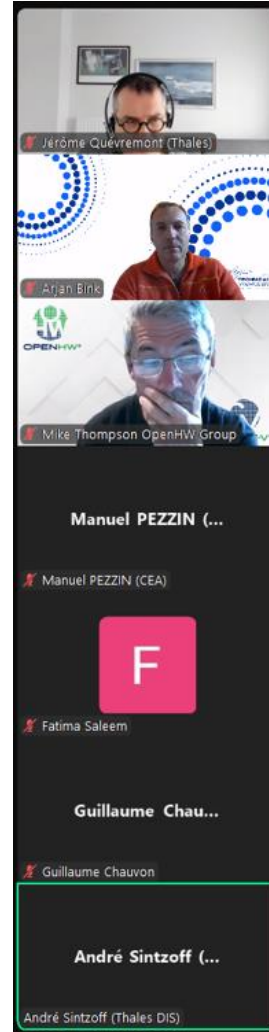 Jérôme Quévremont (Thales)
Arjan Bink
OPENHW®
Mike Thompson OpenHW Group
Manuel PEZZIN (...
Manuel PEZZIN (CEA)
F
Fatima Saleem
Guillaume Chau...
Guillaume Chauvon
André Sintzoff (...
André Sintzoff (Thales DIS)